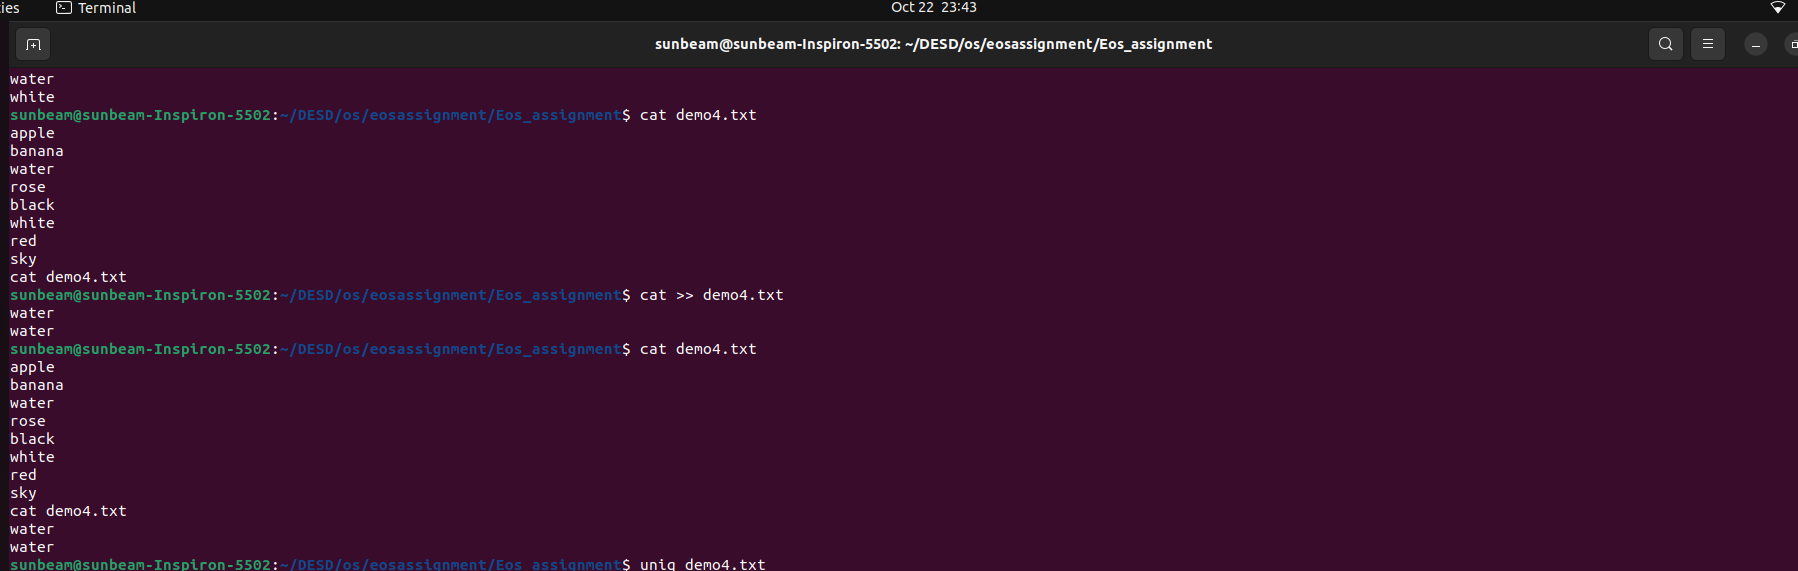 ies Terminal Oct 22 23:43
sunbeam@sunbeam-Inspiron-5502: ~/DESD/os/eosassignment/Eos_assignment
water
white
sunbeam@sunbeam-Inspiron-5502:~/DESD/os/eosassignment/Eos_assignment$ cat demo4.txt
apple
banana
water
rose
black
white
red
sky
cat demo4.txt
sunbeam@sunbeam-Inspiron-5502:~/DESD/os/eosassignment/Eos_assignment$ cat >> demo4.txt
water
water
sunbeam@sunbeam-Inspiron-5502:~/DESD/os/eosassignment/Eos_assignment$ cat demo4.txt
apple
banana
water
rose
black
white
red
sky
cat demo4.txt
water
water
sunbeam@sunbeam-Inspiron-5502:~/DESD/os/eosassignment/Eos_assignment$ uniq demo4.txt